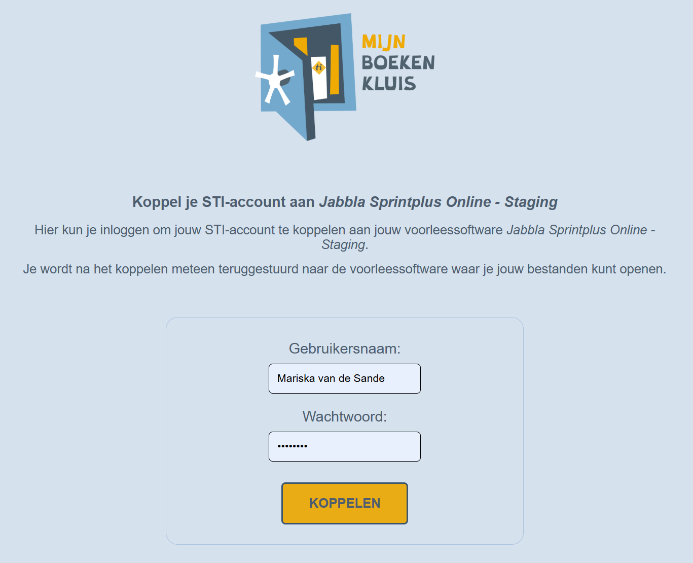 MIJN
BOEKEN
KLUIS
Koppel je STI-account aan Jabbla Sprintplus Online - Staging
Hier kun je inloggen om jouw STI-account te koppelen aan jouw voorleessoftware Jabbla Sprintplus Online -
Staging.
Je wordt na het koppelen meteen teruggestuurd naar de voorleessoftware waar je jouw bestanden kunt openen.
Gebruikersnaam:
Mariska van de Sande
Wachtwoord:
••••••••
KOPPELEN